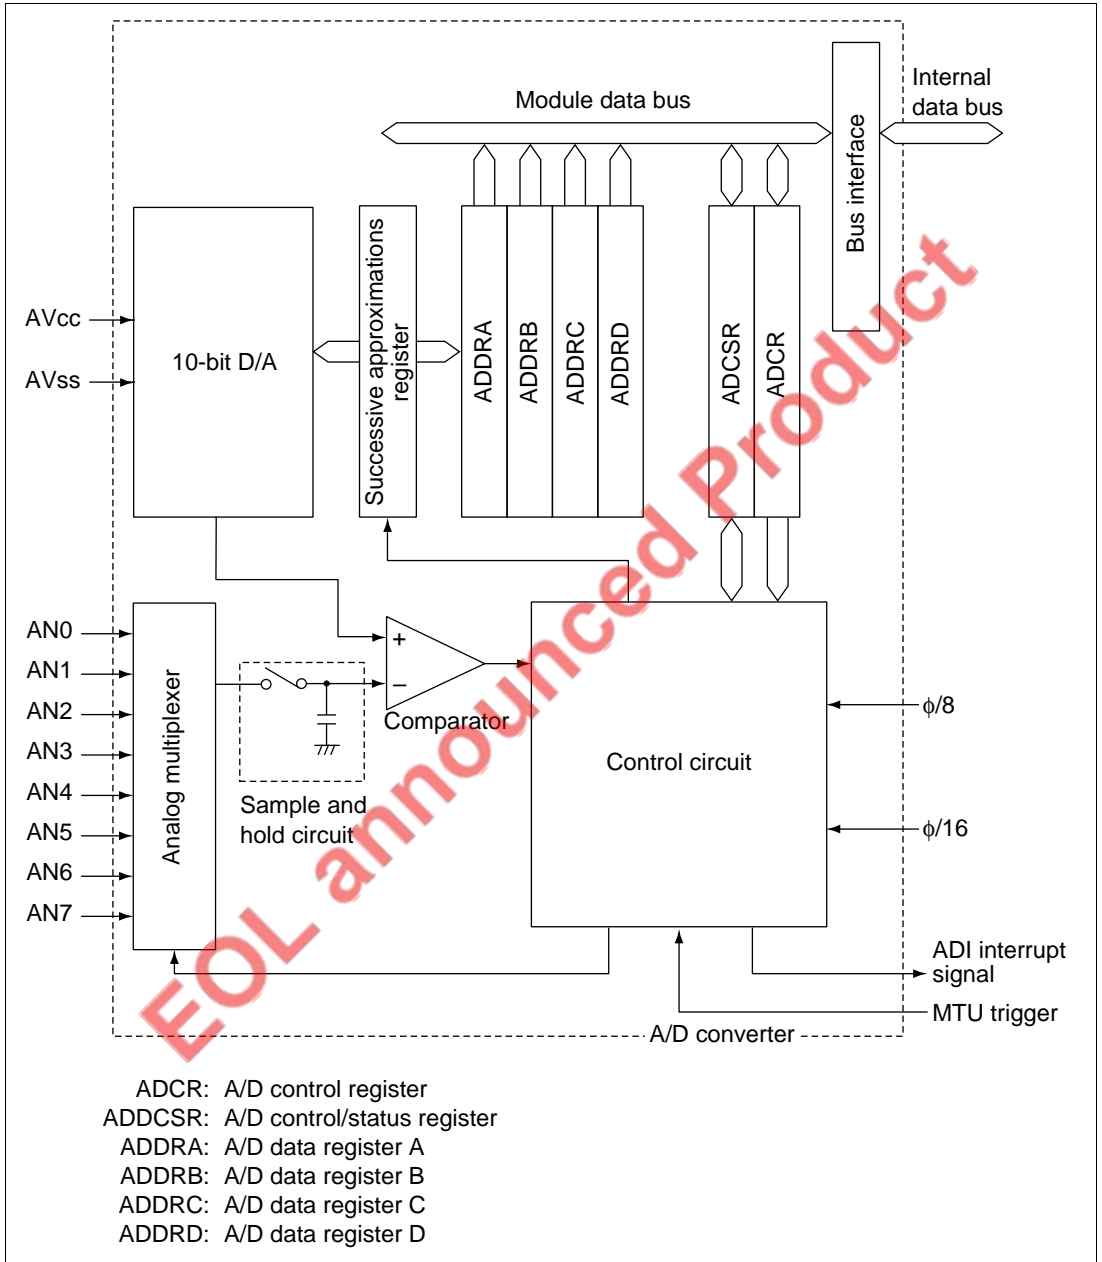 Module data bus
Internal
data bus
Bus interface
AVcc
AVss
10-bit D/A
Successive approximations
register
ADDRA
ADDRB
ADDRC
ADDRD
ADCSR
ADCR
AN0
AN1
AN2
AN3
AN4
AN5
AN6
AN7
Analog multiplexer
+
−
Comparator
Sample and
hold circuit
Control circuit
ϕ/8
ϕ/16
ADI interrupt
signal
MTU trigger
A/D converter
EOL announced Product
ADCR: A/D control register
ADDCSR: A/D control/status register
ADDRA: A/D data register A
ADDRB: A/D data register B
ADDRC: A/D data register C
ADDRD: A/D data register D